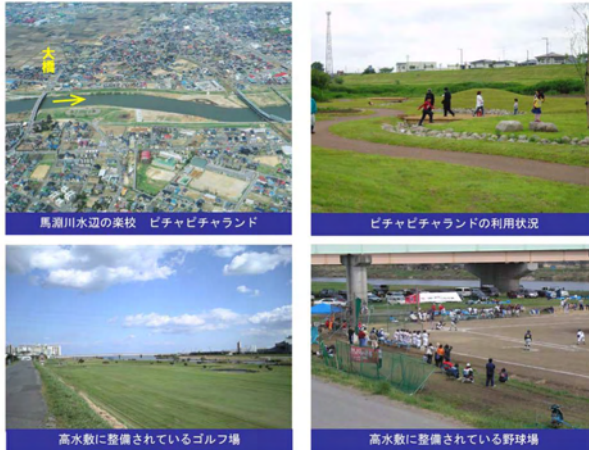 大橋
馬淵川水辺の楽校　ピチャピチャランド
ピチャピチャランドの利用状況
高水敷に整備されているゴルフ場
高水敷に整備されている野球場